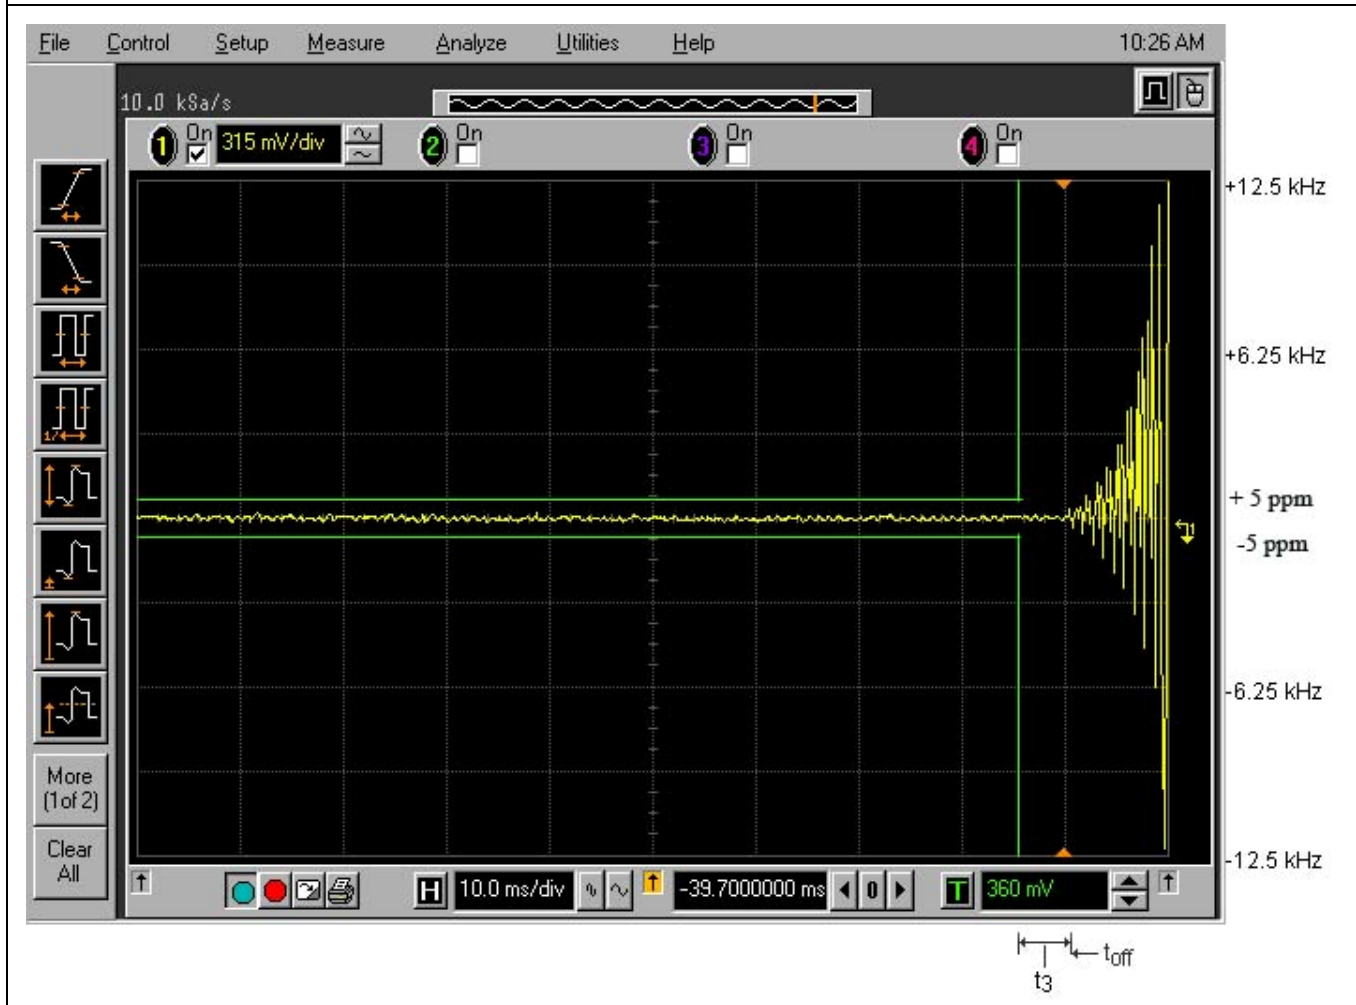 File Control Setup Measure Analyze Utilities Help 10:26 AM
10.0 kSa/s
1 On 315 mV/div 2 On 3 On 4 On
+12.5 kHz
+6.25 kHz
+ 5 ppm
-5 ppm
-6.25 kHz
-12.5 kHz
1/
More
(1of 2)
Clear
All
H 10.0 ms/div -39.7000000 ms 0 T 360 mV
toff
t3